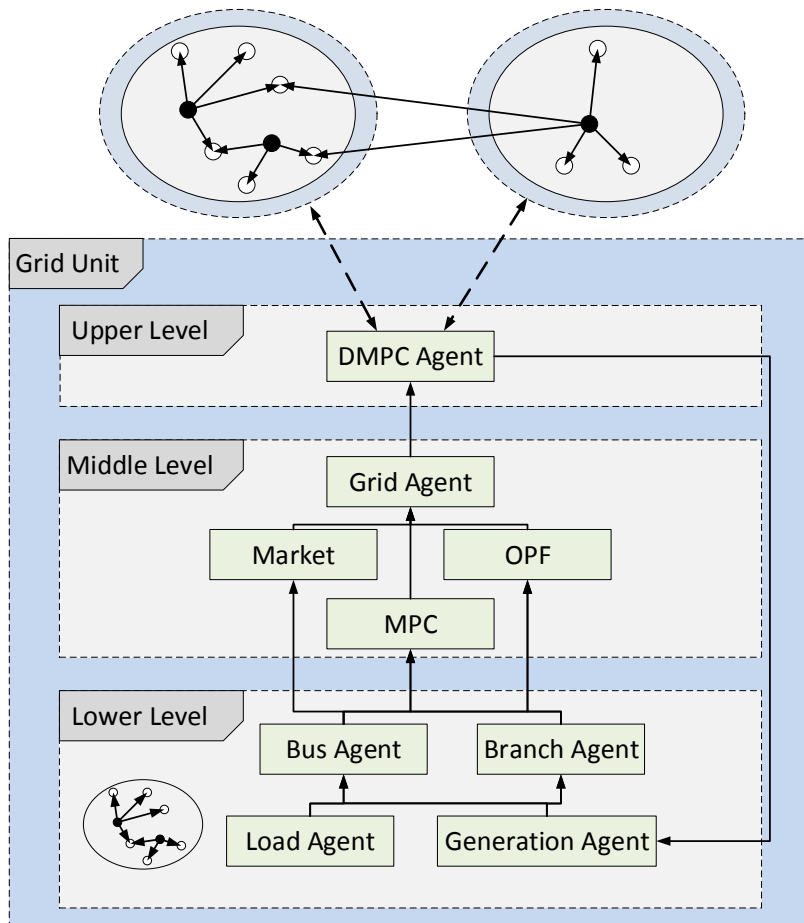 Grid Unit
Upper Level
DMPC Agent
Middle Level
Grid Agent
Market
OPF
MPC
Lower Level
Bus Agent
Branch Agent
Load Agent
Generation Agent